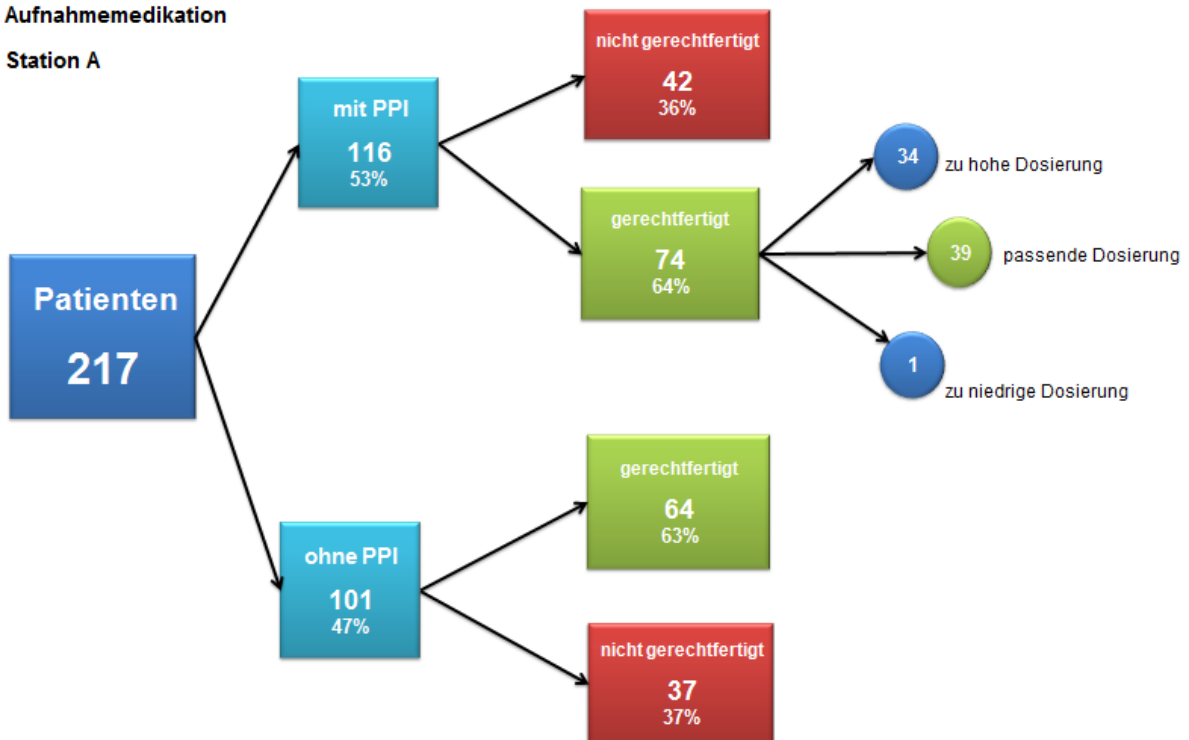 Aufnahmemedikation
Station A
Patienten
217
mit PPI
116
53%
nicht gerechtfertigt
42
36%
gerechtfertigt
74
64%
34
zu hohe Dosierung
39
passende Dosierung
1
zu niedrige Dosierung
ohne PPI
101
47%
gerechtfertigt
64
63%
nicht gerechtfertigt
37
37%